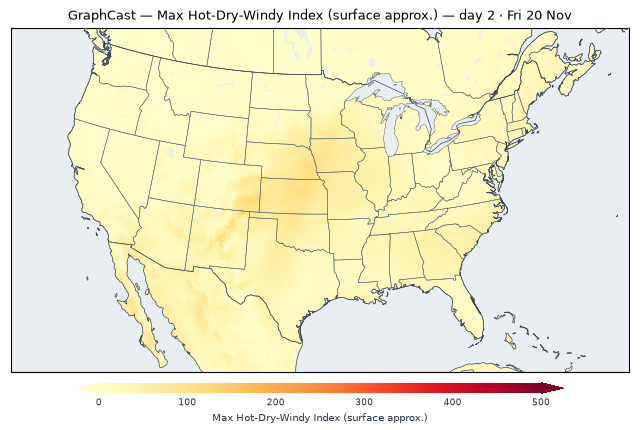 GraphCast — Max Hot-Dry-Windy Index (surface approx.) — day 2 · Fri 20 Nov
0 100 200 300 400 500
Max Hot-Dry-Windy Index (surface approx.)